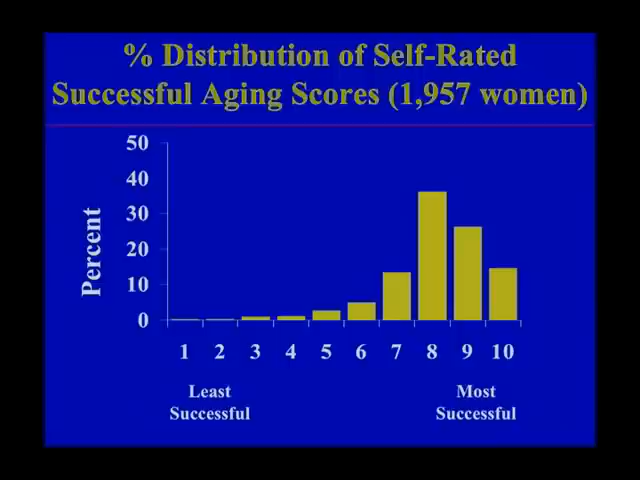 % Distribution of Self-Rated
Successful Aging Scores (1,957 women)
50
40
30
20
10
0
Percent
1 2 3 4 5 6 7 8 9 10
Least Most
Successful Successful